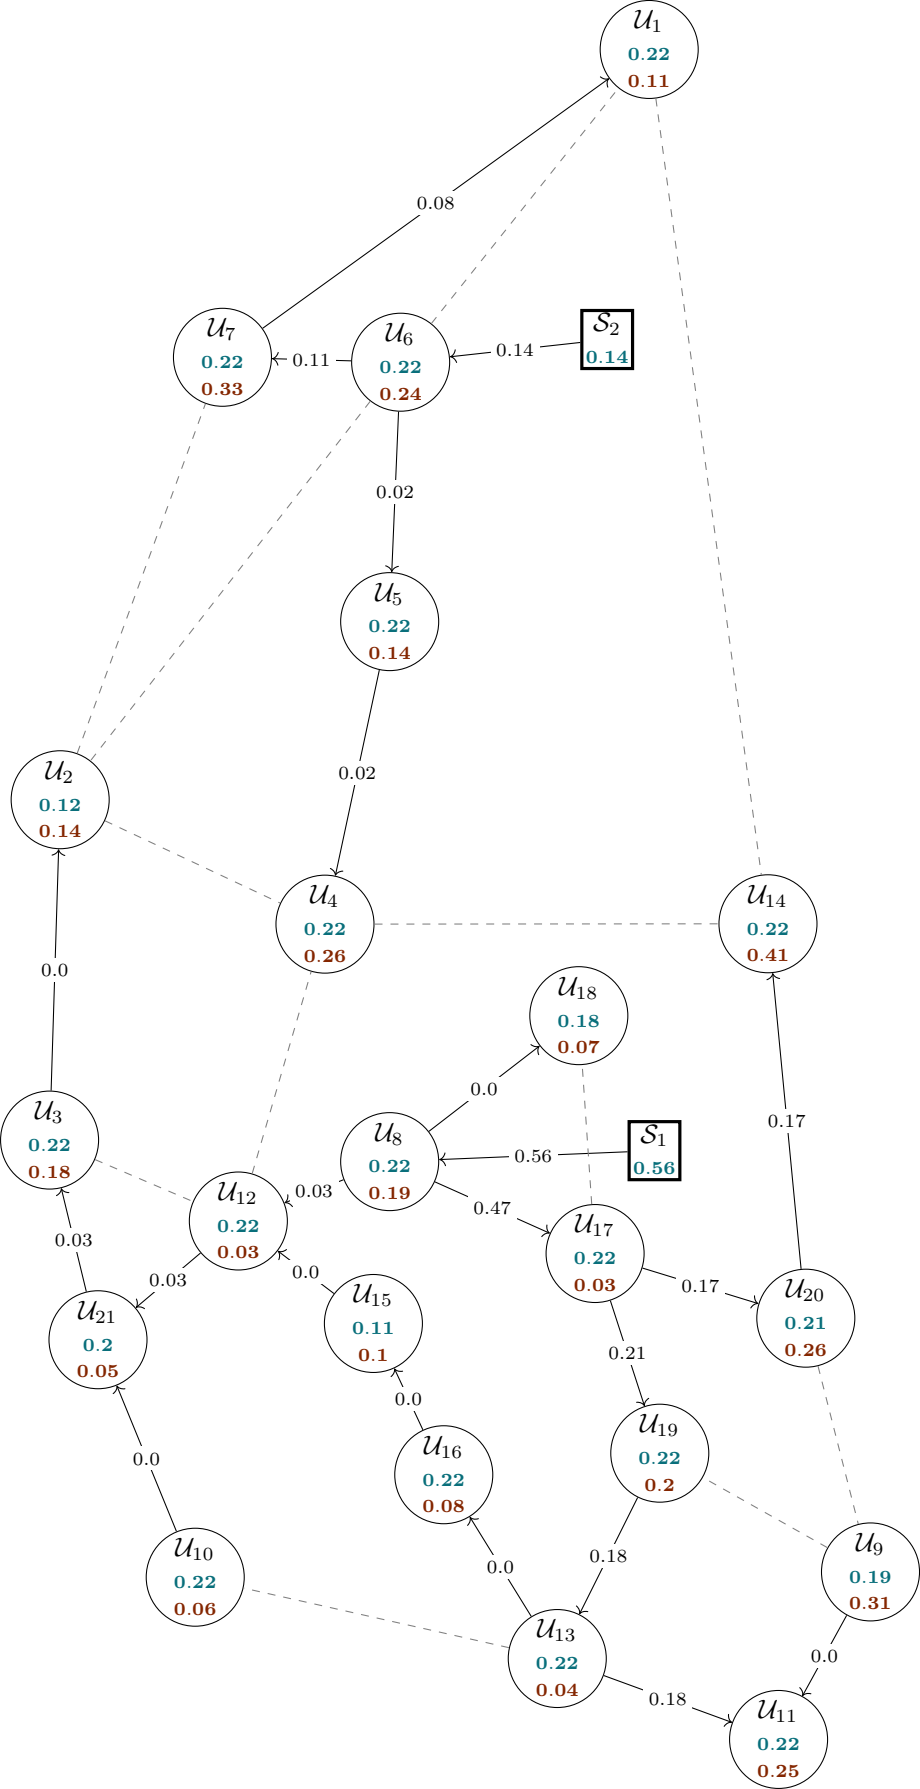 𝒰₁
0.22
0.11
0.08
𝒰₇
0.22
0.33
0.11
𝒰₆
0.22
0.24
0.14
𝒮₂
0.14
0.02
𝒰₅
0.22
0.14
0.02
𝒰₂
0.12
0.14
𝒰₄
0.22
0.26
𝒰₁₄
0.22
0.41
0.0
𝒰₁₈
0.18
0.07
0.0
𝒰₃
0.22
0.18
𝒰₈
0.22
0.19
0.56
𝒮₁
0.56
0.17
0.03
𝒰₁₂
0.22
0.03
0.47
𝒰₁₇
0.22
0.03
0.03
0.03
0.0
0.17
𝒰₂₀
0.21
0.26
𝒰₂₁
0.2
0.05
𝒰₁₅
0.11
0.1
0.21
0.0
𝒰₁₉
0.22
0.2
0.0
𝒰₁₆
0.22
0.08
𝒰₁₀
0.22
0.06
0.0
0.18
𝒰₉
0.19
0.31
𝒰₁₃
0.22
0.04
0.0
0.18
𝒰₁₁
0.22
0.25